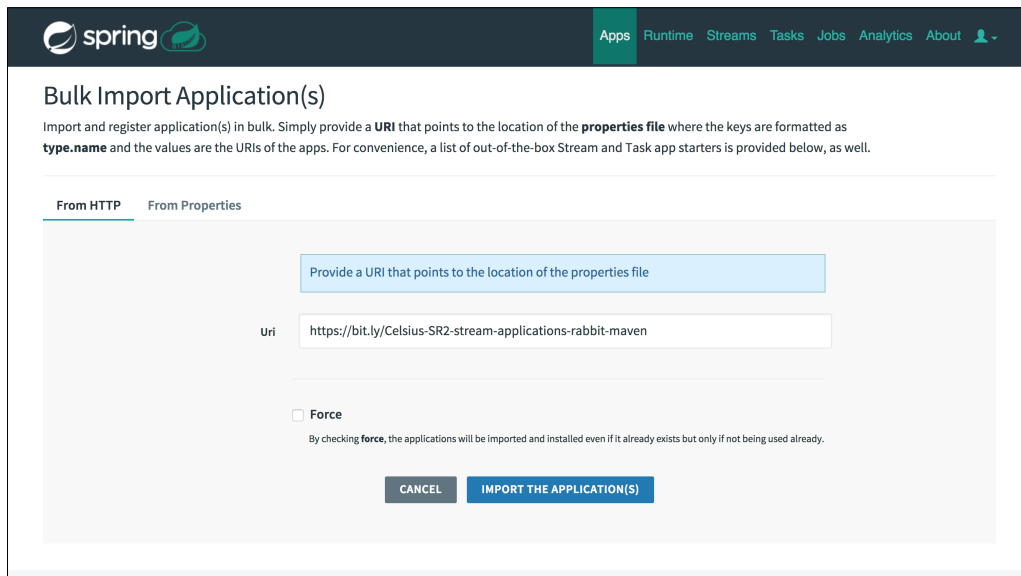 spring
Apps Runtime Streams Tasks Jobs Analytics About
Bulk Import Application(s)
Import and register application(s) in bulk. Simply provide a URI that points to the location of the properties file where the keys are formatted as
type.name and the values are the URIs of the apps. For convenience, a list of out-of-the-box Stream and Task app starters is provided below, as well.
From HTTP From Properties
Provide a URI that points to the location of the properties file
Uri https://bit.ly/Celsius-SR2-stream-applications-rabbit-maven
Force
By checking force, the applications will be imported and installed even if it already exists but only if not being used already.
CANCEL IMPORT THE APPLICATION(S)